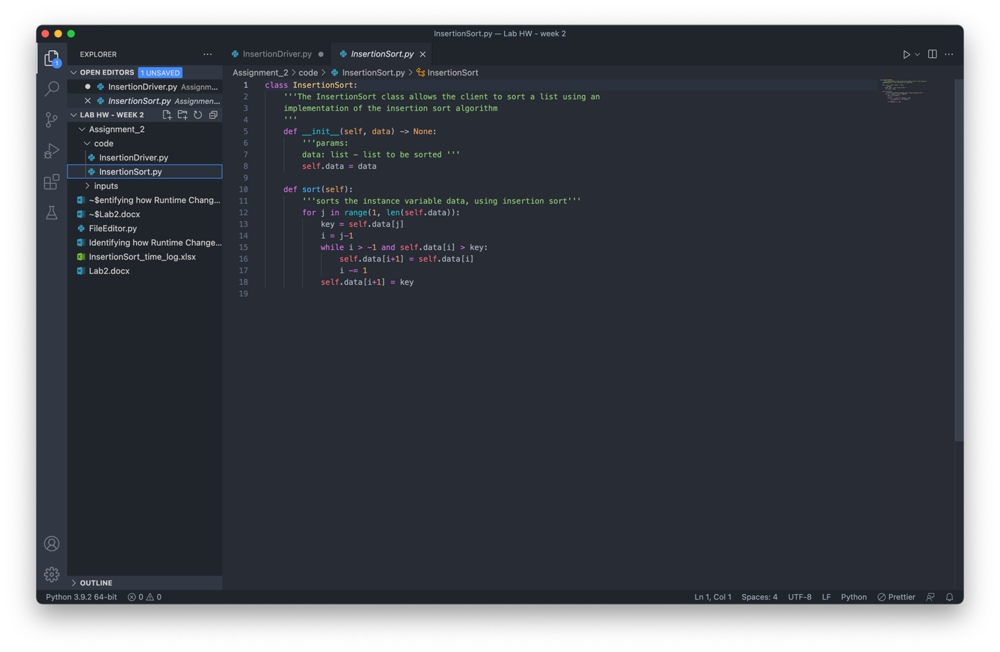 InsertionSort.py — Lab HW - week 2
EXPLORER
OPEN EDITORS 1 UNSAVED
InsertionDriver.py Assignm...
InsertionSort.py Assignmen...
LAB HW - WEEK 2
Assignment_2
code
InsertionDriver.py
InsertionSort.py
inputs
~$entifying how Runtime Chang...
~$Lab2.docx
FileEditor.py
Identifying how Runtime Change...
InsertionSort_time_log.xlsx
Lab2.docx
OUTLINE
InsertionDriver.py InsertionSort.py
Assignment_2 > code > InsertionSort.py > InsertionSort
1 class InsertionSort:
2 '''The InsertionSort class allows the client to sort a list using an
3 implementation of the insertion sort algorithm
4 '''
5 def __init__(self, data) -> None:
6 '''params:
7 data: list - list to be sorted '''
8 self.data = data
9
10 def sort(self):
11 '''sorts the instance variable data, using insertion sort'''
12 for j in range(1, len(self.data)):
13 key = self.data[j]
14 i = j-1
15 while i > -1 and self.data[i] > key:
16 self.data[i+1] = self.data[i]
17 i -= 1
18 self.data[i+1] = key
19
Python 3.9.2 64-bit 0 0 Ln 1, Col 1 Spaces: 4 UTF-8 LF Python Prettier
1